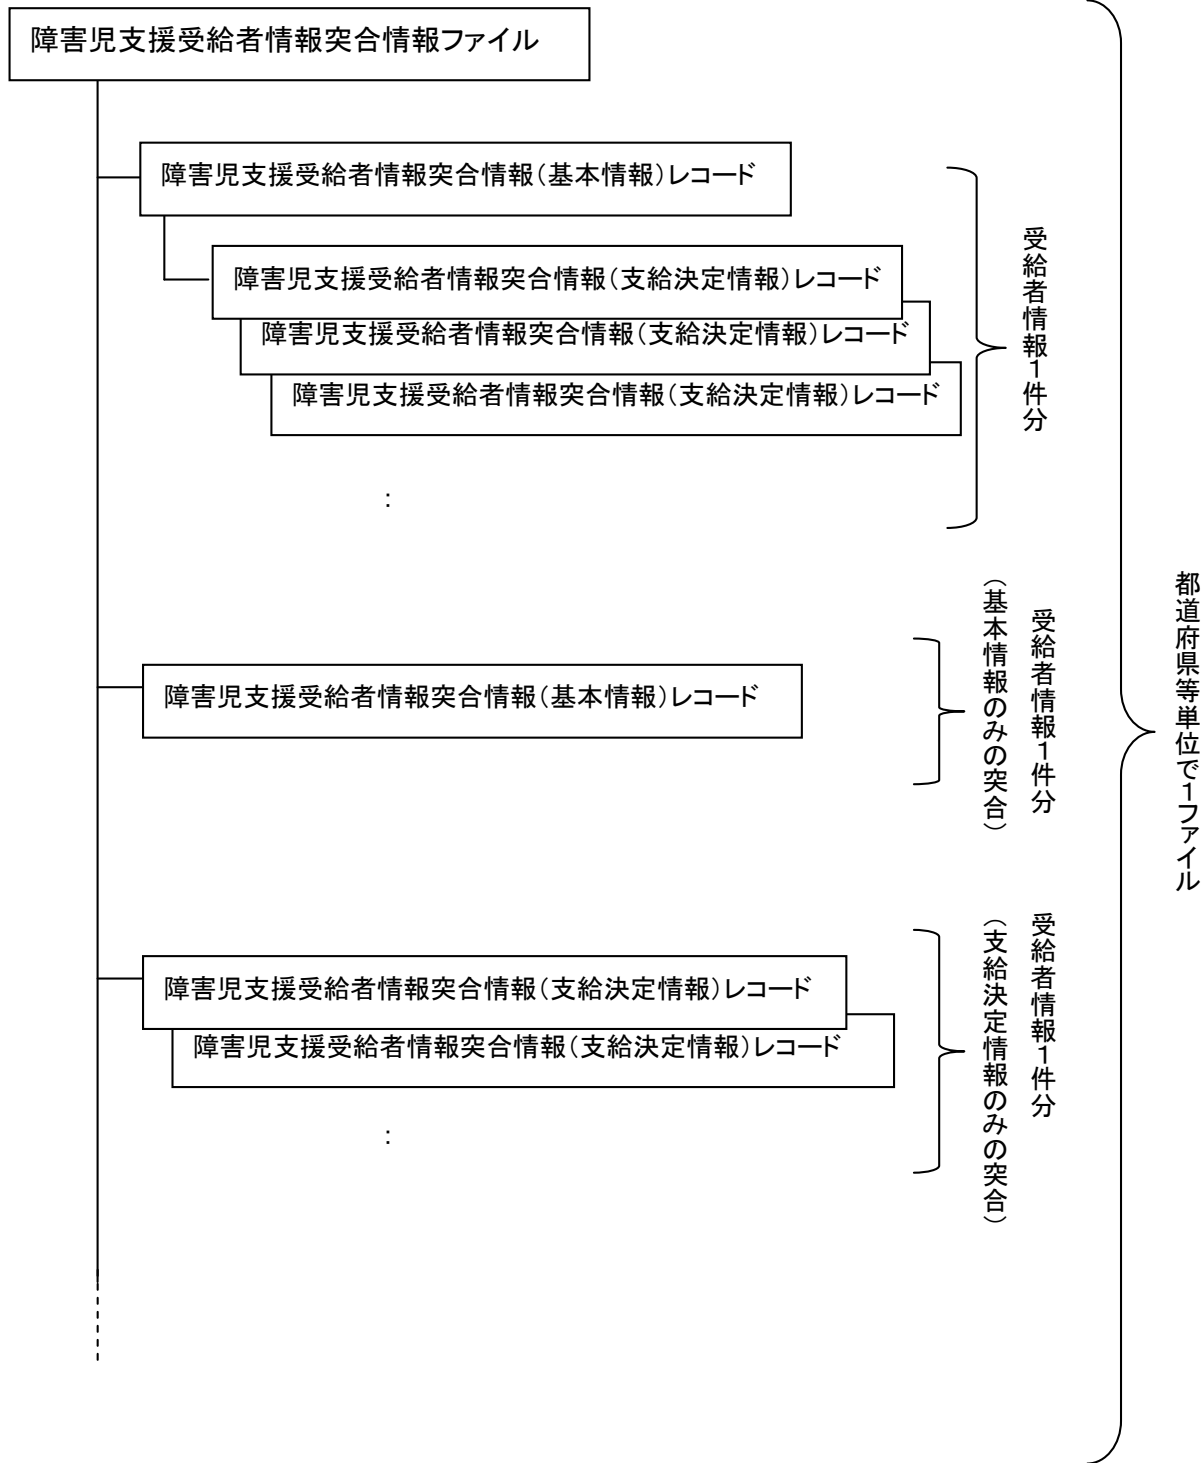 障害児支援受給者情報突合情報ファイル
障害児支援受給者情報突合情報（基本情報）レコード
障害児支援受給者情報突合情報（支給決定情報）レコード
障害児支援受給者情報突合情報（支給決定情報）レコード
障害児支援受給者情報突合情報（支給決定情報）レコード
：
受給者情報１件分
障害児支援受給者情報突合情報（基本情報）レコード
受給者情報１件分
（基本情報のみの突合）
障害児支援受給者情報突合情報（支給決定情報）レコード
障害児支援受給者情報突合情報（支給決定情報）レコード
：
受給者情報１件分
（支給決定情報のみの突合）
都道府県等単位で１ファイル